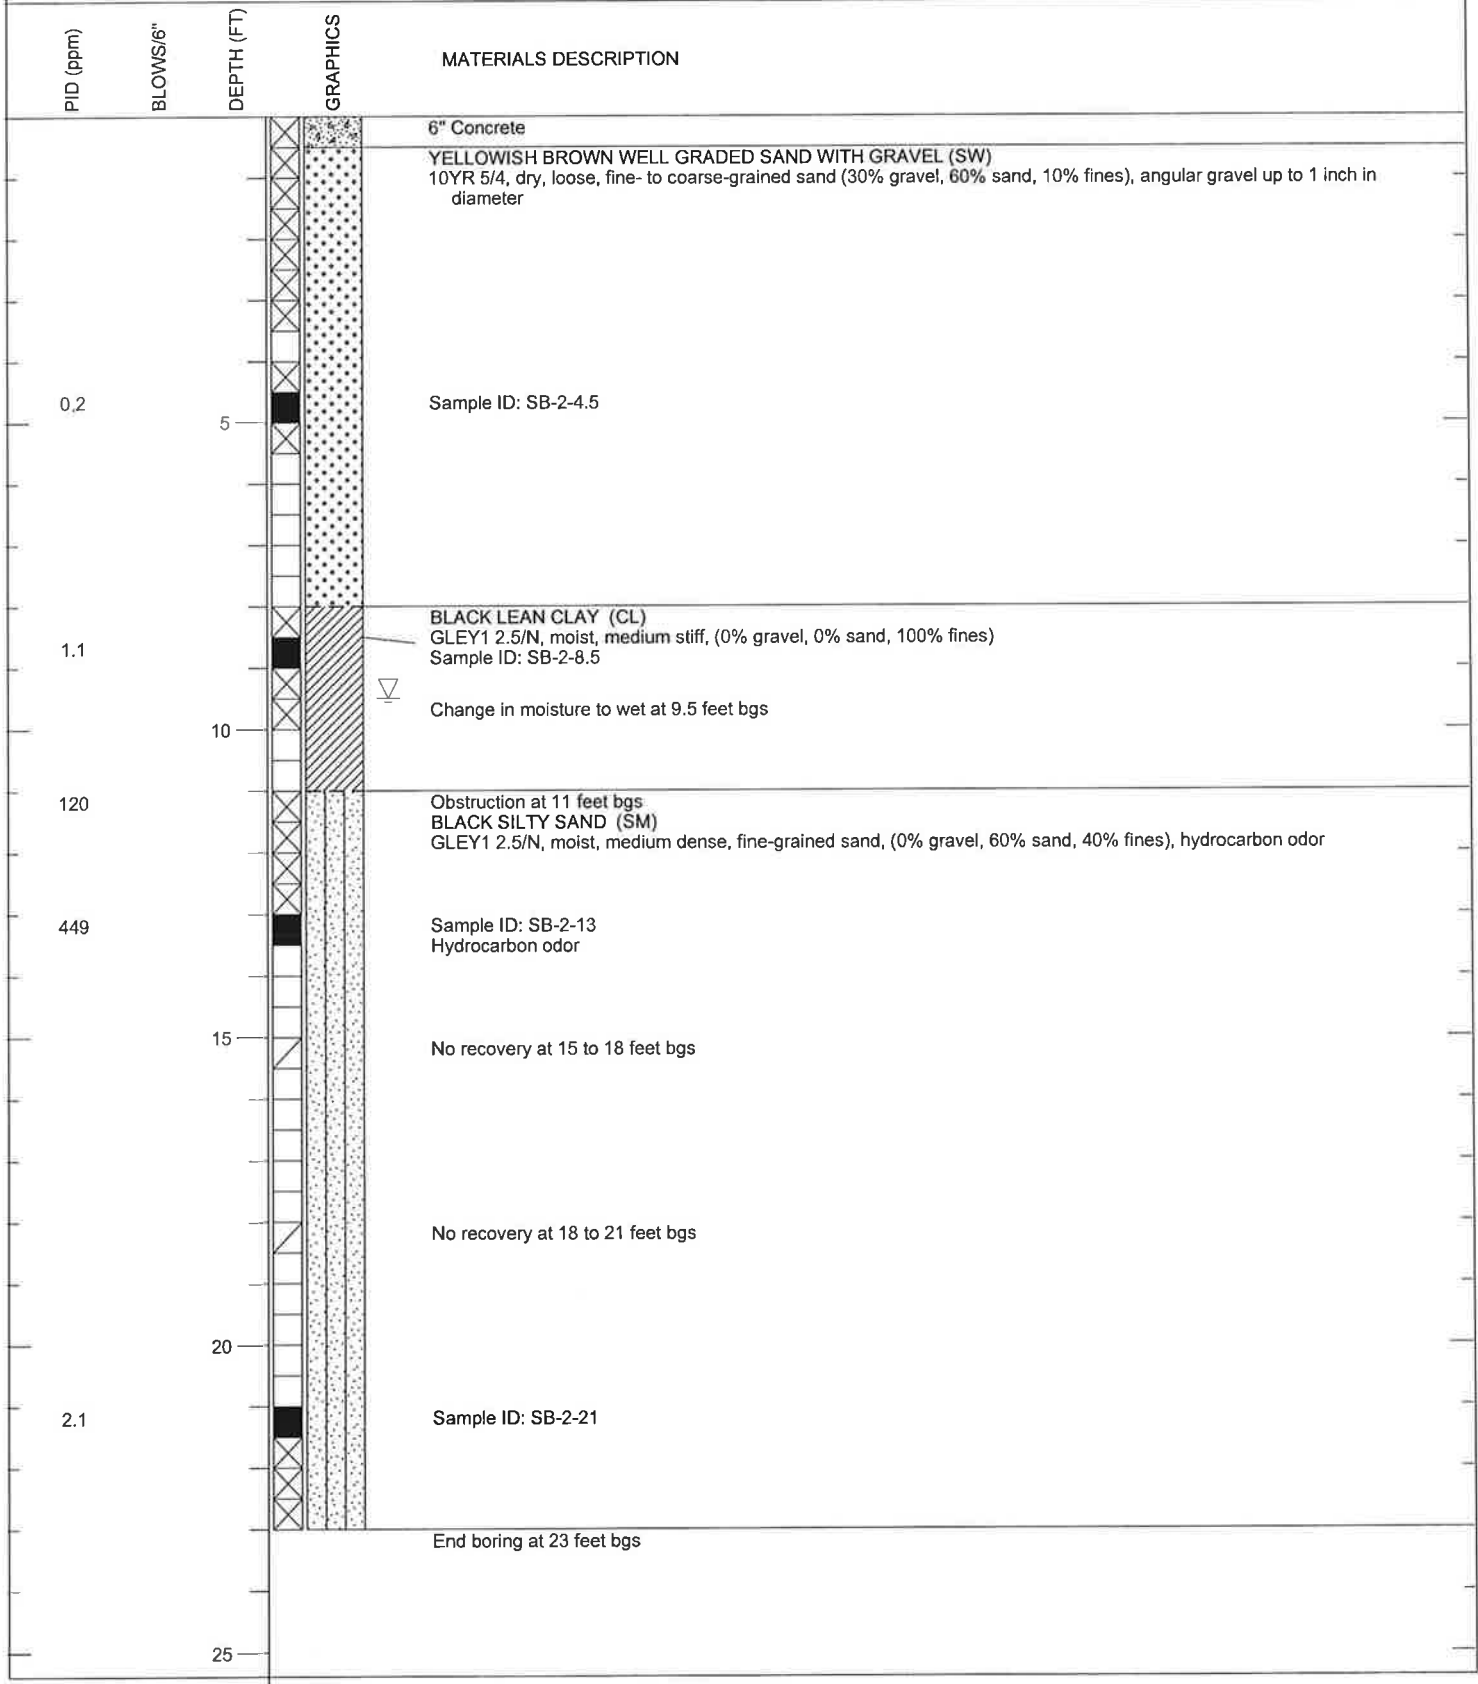 PID (ppm)
BLOWS/6"
DEPTH (FT)
GRAPHICS
MATERIALS DESCRIPTION
6" Concrete
YELLOWISH BROWN WELL GRADED SAND WITH GRAVEL (SW)
10YR 5/4, dry, loose, fine- to coarse-grained sand (30% gravel, 60% sand, 10% fines), angular gravel up to 1 inch in
diameter
0.2
Sample ID: SB-2-4.5
5
BLACK LEAN CLAY (CL)
GLEY1 2.5/N, moist, medium stiff, (0% gravel, 0% sand, 100% fines)
1.1
Sample ID: SB-2-8.5
Change in moisture to wet at 9.5 feet bgs
10
120
Obstruction at 11 feet bgs
BLACK SILTY SAND (SM)
GLEY1 2.5/N, moist, medium dense, fine-grained sand, (0% gravel, 60% sand, 40% fines), hydrocarbon odor
449
Sample ID: SB-2-13
Hydrocarbon odor
15
No recovery at 15 to 18 feet bgs
No recovery at 18 to 21 feet bgs
20
2.1
Sample ID: SB-2-21
End boring at 23 feet bgs
25